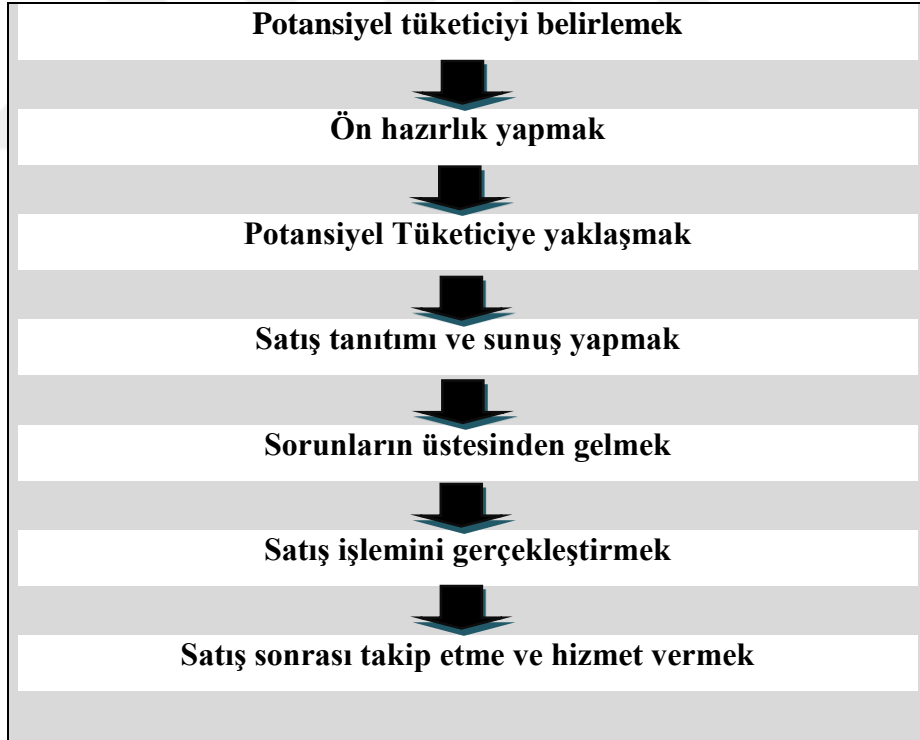 Potansiyel tüketiciyi belirlemek
Ön hazırlık yapmak
Potansiyel Tüketiciye yaklaşmak
Satış tanıtımı ve sunuş yapmak
Sorunların üstesinden gelmek
Satış işlemini gerçekleştirmek
Satış sonrası takip etme ve hizmet vermek